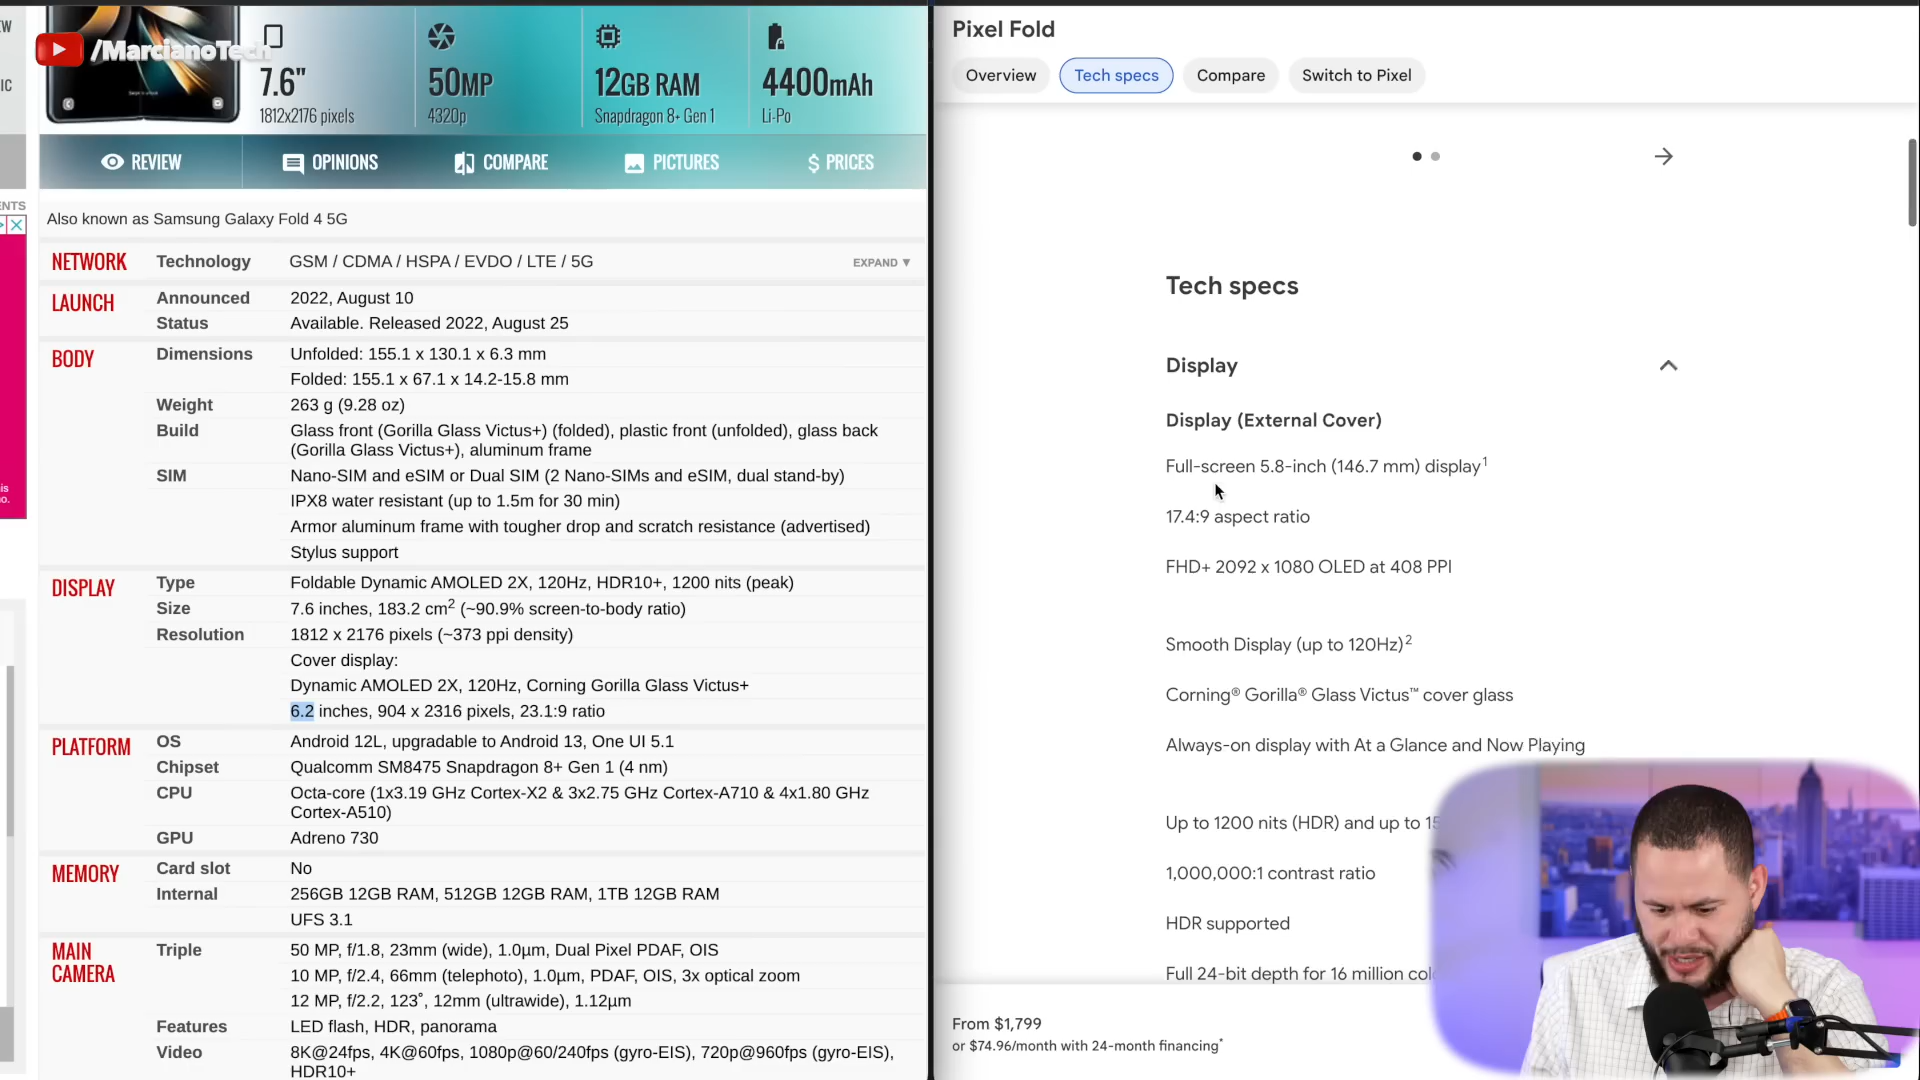 /MarcianoTech
7.6"
1812x2176 pixels
50MP
4320p
12GB RAM
Snapdragon 8+ Gen 1
4400mAh
Li-Po
REVIEW
OPINIONS
COMPARE
PICTURES
$ PRICES
Also known as Samsung Galaxy Fold 4 5G
NETWORK Technology GSM / CDMA / HSPA / EVDO / LTE / 5G EXPAND ▼
LAUNCH Announced 2022, August 10
Status Available. Released 2022, August 25
BODY Dimensions Unfolded: 155.1 x 130.1 x 6.3 mm
Folded: 155.1 x 67.1 x 14.2-15.8 mm
Weight 263 g (9.28 oz)
Build Glass front (Gorilla Glass Victus+) (folded), plastic front (unfolded), glass back
(Gorilla Glass Victus+), aluminum frame
SIM Nano-SIM and eSIM or Dual SIM (2 Nano-SIMs and eSIM, dual stand-by)
IPX8 water resistant (up to 1.5m for 30 min)
Armor aluminum frame with tougher drop and scratch resistance (advertised)
Stylus support
DISPLAY Type Foldable Dynamic AMOLED 2X, 120Hz, HDR10+, 1200 nits (peak)
Size 7.6 inches, 183.2 cm2 (~90.9% screen-to-body ratio)
Resolution 1812 x 2176 pixels (~373 ppi density)
Cover display:
Dynamic AMOLED 2X, 120Hz, Corning Gorilla Glass Victus+
6.2 inches, 904 x 2316 pixels, 23.1:9 ratio
PLATFORM OS Android 12L, upgradable to Android 13, One UI 5.1
Chipset Qualcomm SM8475 Snapdragon 8+ Gen 1 (4 nm)
CPU Octa-core (1x3.19 GHz Cortex-X2 & 3x2.75 GHz Cortex-A710 & 4x1.80 GHz
Cortex-A510)
GPU Adreno 730
MEMORY Card slot No
Internal 256GB 12GB RAM, 512GB 12GB RAM, 1TB 12GB RAM
UFS 3.1
MAIN CAMERA Triple 50 MP, f/1.8, 23mm (wide), 1.0µm, Dual Pixel PDAF, OIS
10 MP, f/2.4, 66mm (telephoto), 1.0µm, PDAF, OIS, 3x optical zoom
12 MP, f/2.2, 123˚, 12mm (ultrawide), 1.12µm
Features LED flash, HDR, panorama
Video 8K@24fps, 4K@60fps, 1080p@60/240fps (gyro-EIS), 720p@960fps (gyro-EIS),
HDR10+
Pixel Fold
Overview
Tech specs
Compare
Switch to Pixel
Tech specs
Display
Display (External Cover)
Full-screen 5.8-inch (146.7 mm) display1
17.4:9 aspect ratio
FHD+ 2092 x 1080 OLED at 408 PPI
Smooth Display (up to 120Hz)2
Corning® Gorilla® Glass Victus™ cover glass
Always-on display with At a Glance and Now Playing
Up to 1200 nits (HDR) and up to 15
1,000,000:1 contrast ratio
HDR supported
Full 24-bit depth for 16 million col
From $1,799
or $74.96/month with 24-month financing*